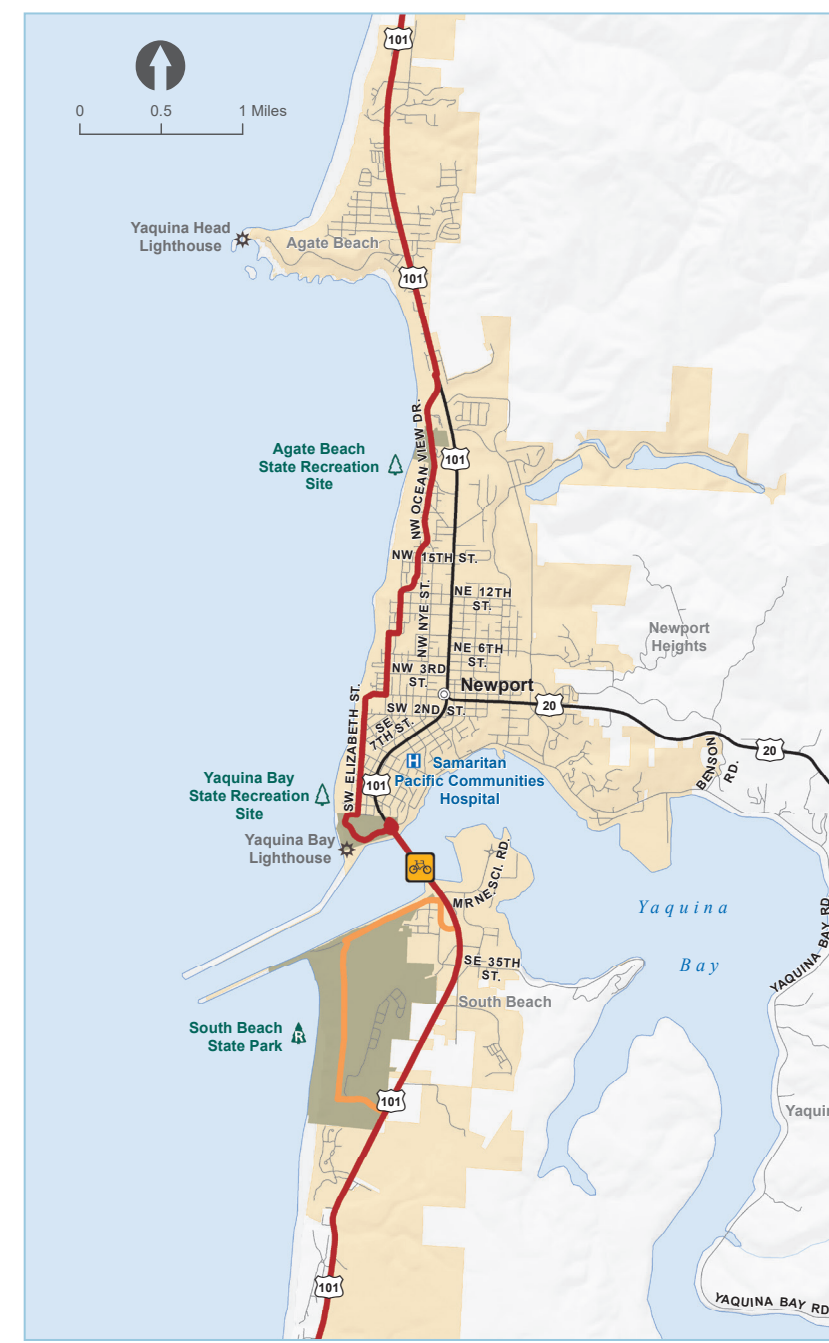 101
0 0.5 1 Miles
Yaquina Head
Lighthouse
Agate Beach
101
NW OCEAN VIEW DR.
Agate Beach
State Recreation
Site
101
NW 15TH ST.
NE 12TH
ST.
NW NYE ST.
Newport
Heights
NE 6TH
ST.
NW 3RD
ST.
Newport
20
SW 2ND ST.
SE
7TH ST.
SW ELIZABETH ST.
20
BENSON
RD.
H Samaritan
Pacific Communities
Hospital
101
Yaquina Bay
State Recreation
Site
Yaquina Bay
Lighthouse
MRNE.SCI. RD.
Yaquina
Bay
YAQUINA BAY RD
SE 35TH
ST.
South Beach
South Beach
State Park
R
101
Yaquin
101
YAQUINA BAY RD